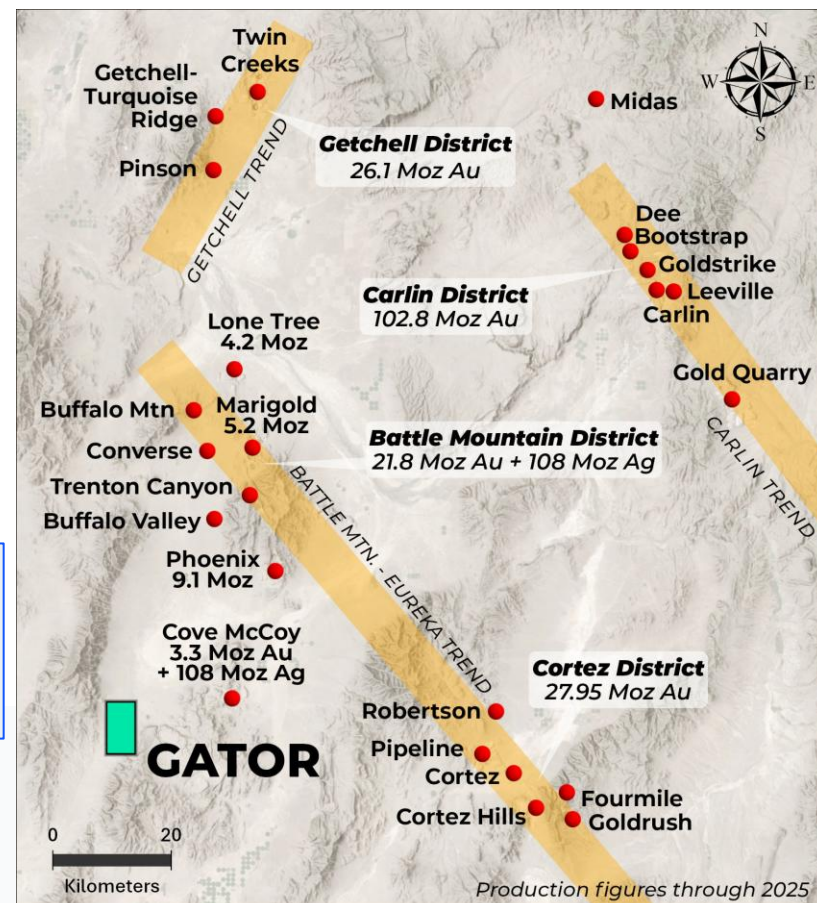 Twin
Creeks
Getchell-
Turquoise
Ridge
Pinson
GETCHELL TREND
Getchell District
26.1 Moz Au
Midas
N
W
E
S
Dee
Bootstrap
Goldstrike
Leeville
Carlin
Carlin District
102.8 Moz Au
Gold Quarry
CARLIN TREND
Lone Tree
4.2 Moz
Buffalo Mtn
Marigold
5.2 Moz
Converse
Battle Mountain District
21.8 Moz Au + 108 Moz Ag
Trenton Canyon
Buffalo Valley
BATTLE MTN. - EUREKA TREND
Phoenix
9.1 Moz
Cove McCoy
3.3 Moz Au
+ 108 Moz Ag
GATOR
Cortez District
27.95 Moz Au
Robertson
Pipeline
Cortez
Cortez Hills
Fourmile
Goldrush
0 20
Kilometers
Production figures through 2025